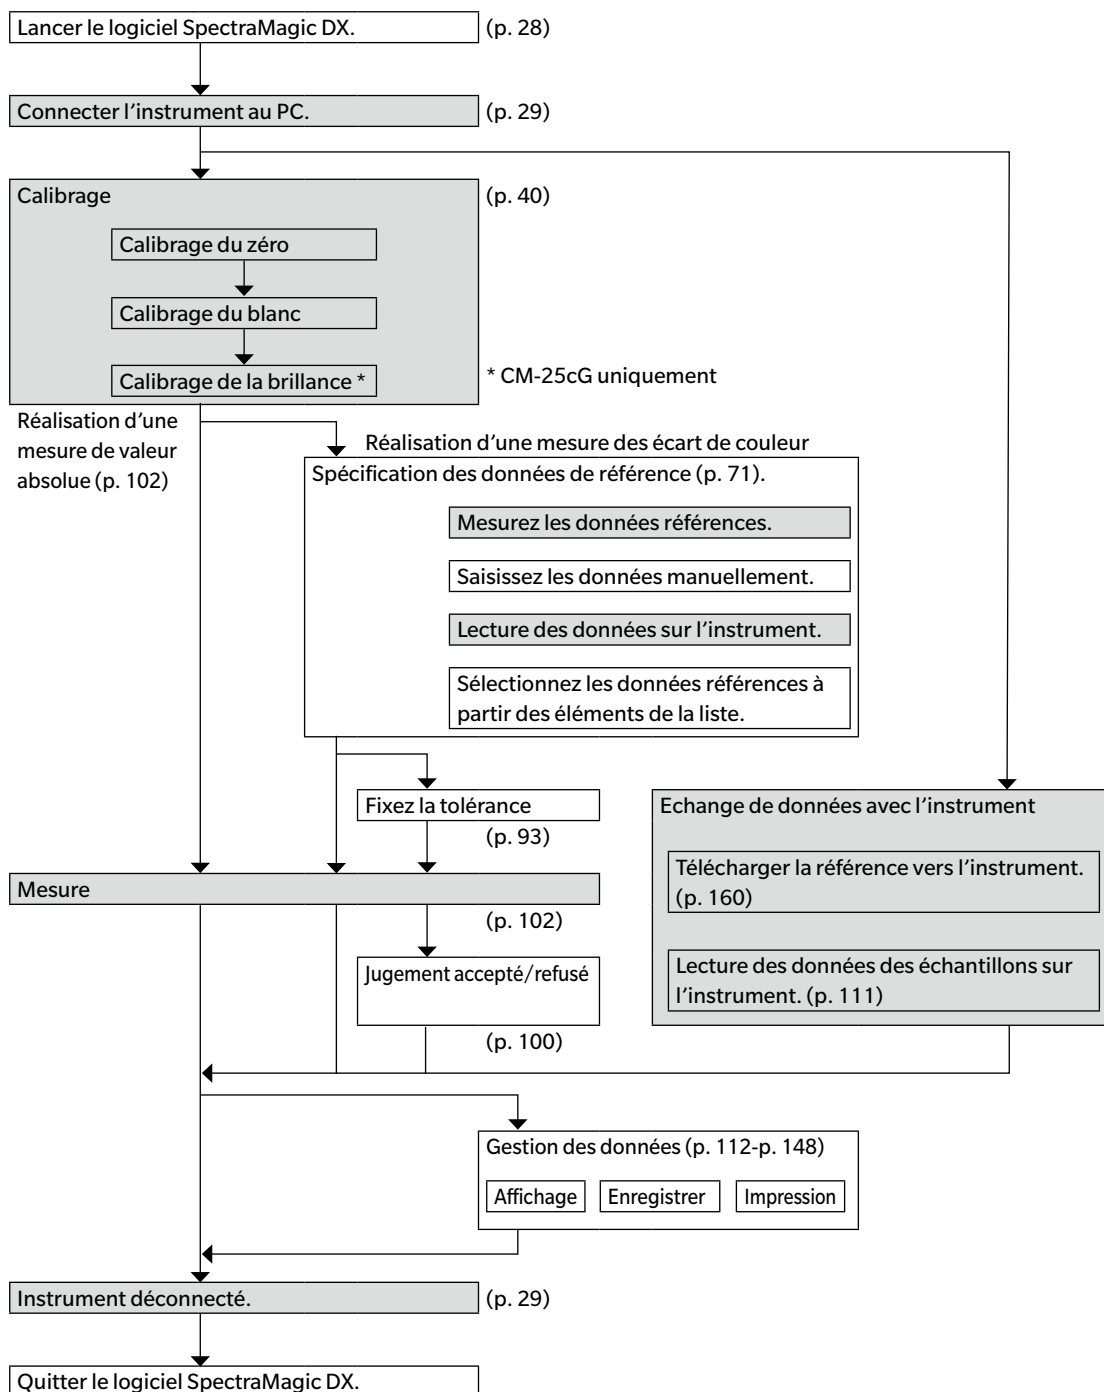 Lancer le logiciel SpectraMagic DX.
(p. 28)
Connecter l'instrument au PC.
(p. 29)
Calibrage
(p. 40)
Calibrage du zéro
Calibrage du blanc
Calibrage de la brillance *
* CM-25cG uniquement
Réalisation d'une
mesure de valeur
absolue (p. 102)
Réalisation d'une mesure des écart de couleur
Spécification des données de référence (p. 71).
Mesurez les données références.
Saisissez les données manuellement.
Lecture des données sur l'instrument.
Sélectionnez les données références à
partir des éléments de la liste.
Fixez la tolérance
(p. 93)
Echange de données avec l'instrument
Télécharger la référence vers l'instrument.
(p. 160)
Lecture des données des échantillons sur
l'instrument. (p. 111)
Mesure
(p. 102)
Jugement accepté/refusé
(p. 100)
Gestion des données (p. 112-p. 148)
Affichage
Enregistrer
Impression
Instrument déconnecté.
(p. 29)
Quitter le logiciel SpectraMagic DX.